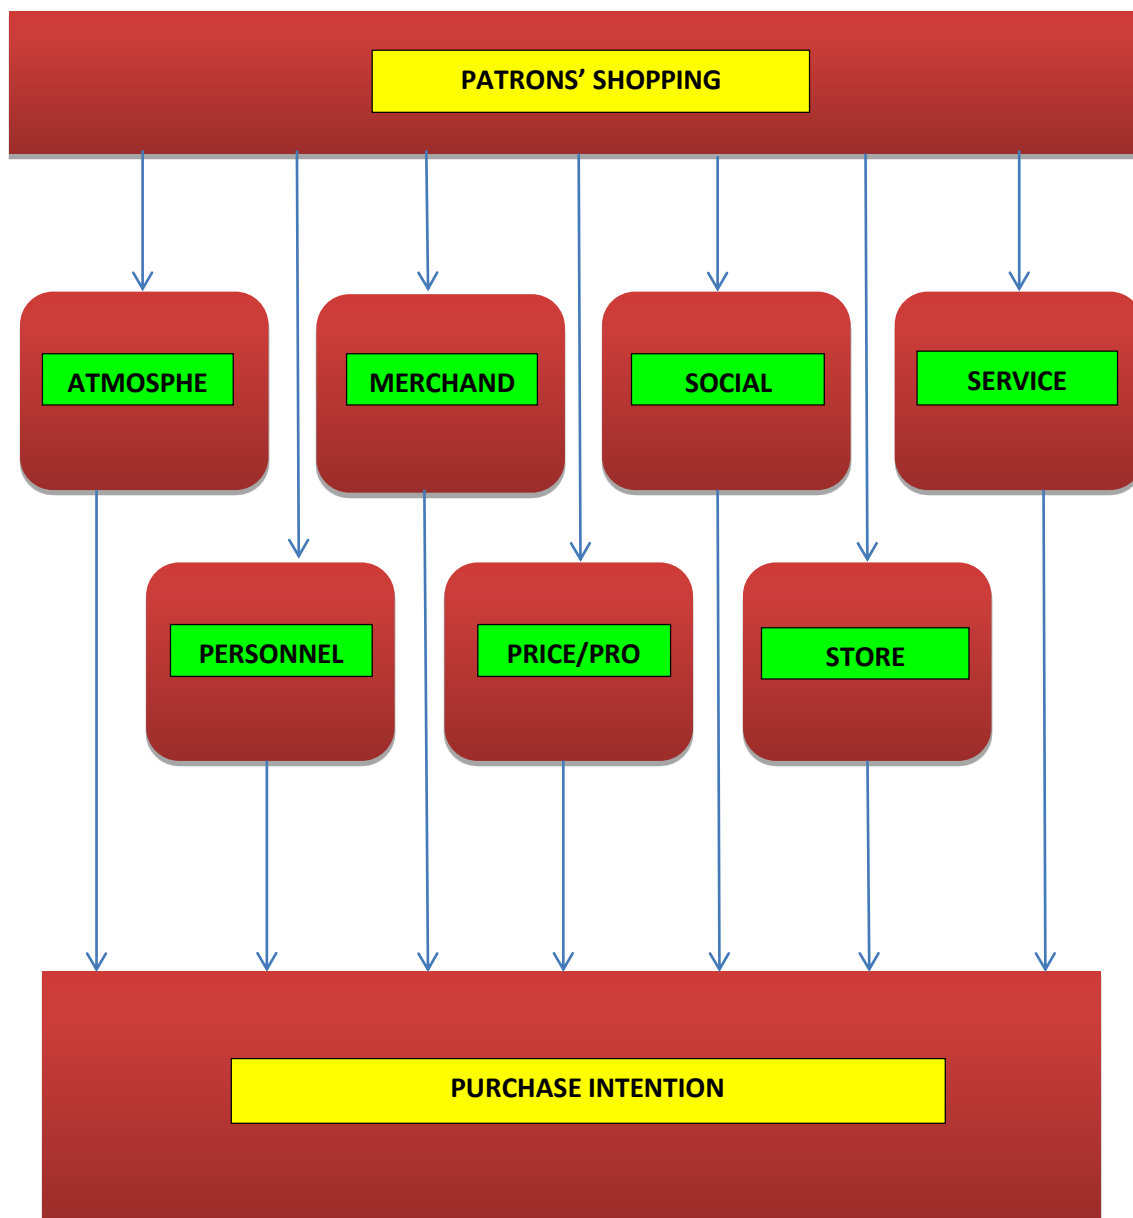 PATRONS’ SHOPPING
ATMOSPHE
MERCHAND
SOCIAL
SERVICE
PERSONNEL
PRICE/PRO
STORE
PURCHASE INTENTION